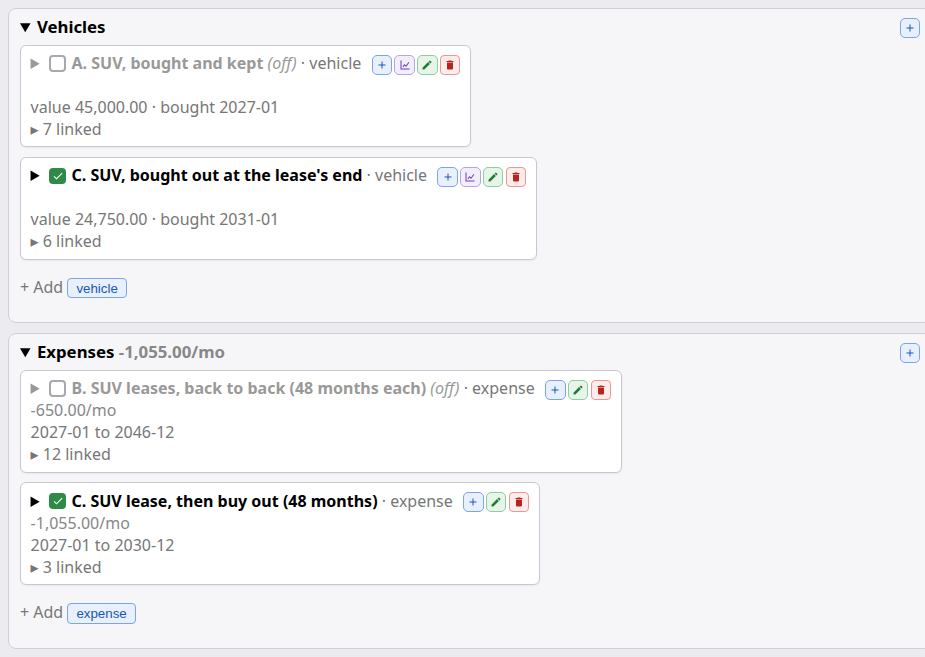 ▼ Vehicles +
▶ A. SUV, bought and kept (off) · vehicle +
value 45,000.00 · bought 2027-01
▸ 7 linked
▶ C. SUV, bought out at the lease's end · vehicle +
value 24,750.00 · bought 2031-01
▸ 6 linked
+ Add vehicle
▼ Expenses -1,055.00/mo +
▶ B. SUV leases, back to back (48 months each) (off) · expense +
-650.00/mo
2027-01 to 2046-12
▸ 12 linked
▶ C. SUV lease, then buy out (48 months) · expense +
-1,055.00/mo
2027-01 to 2030-12
▸ 3 linked
+ Add expense